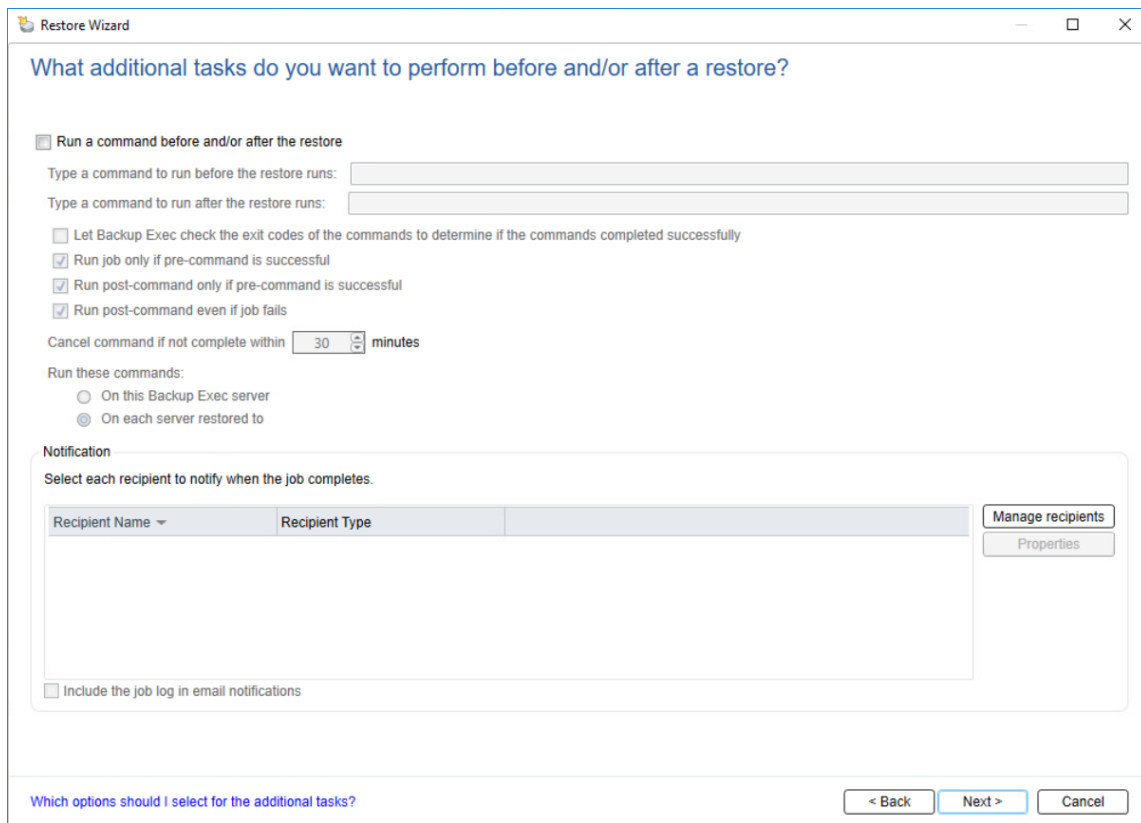 Restore Wizard
What additional tasks do you want to perform before and/or after a restore?
Run a command before and/or after the restore
Type a command to run before the restore runs:
Type a command to run after the restore runs:
Let Backup Exec check the exit codes of the commands to determine if the commands completed successfully
Run job only if pre-command is successful
Run post-command only if pre-command is successful
Run post-command even if job fails
Cancel command if not complete within 30 minutes
Run these commands:
On this Backup Exec server
On each server restored to
Notification
Select each recipient to notify when the job completes.
Recipient Name Recipient Type Manage recipients
Properties
Include the job log in email notifications
Which options should I select for the additional tasks? < Back Next > Cancel